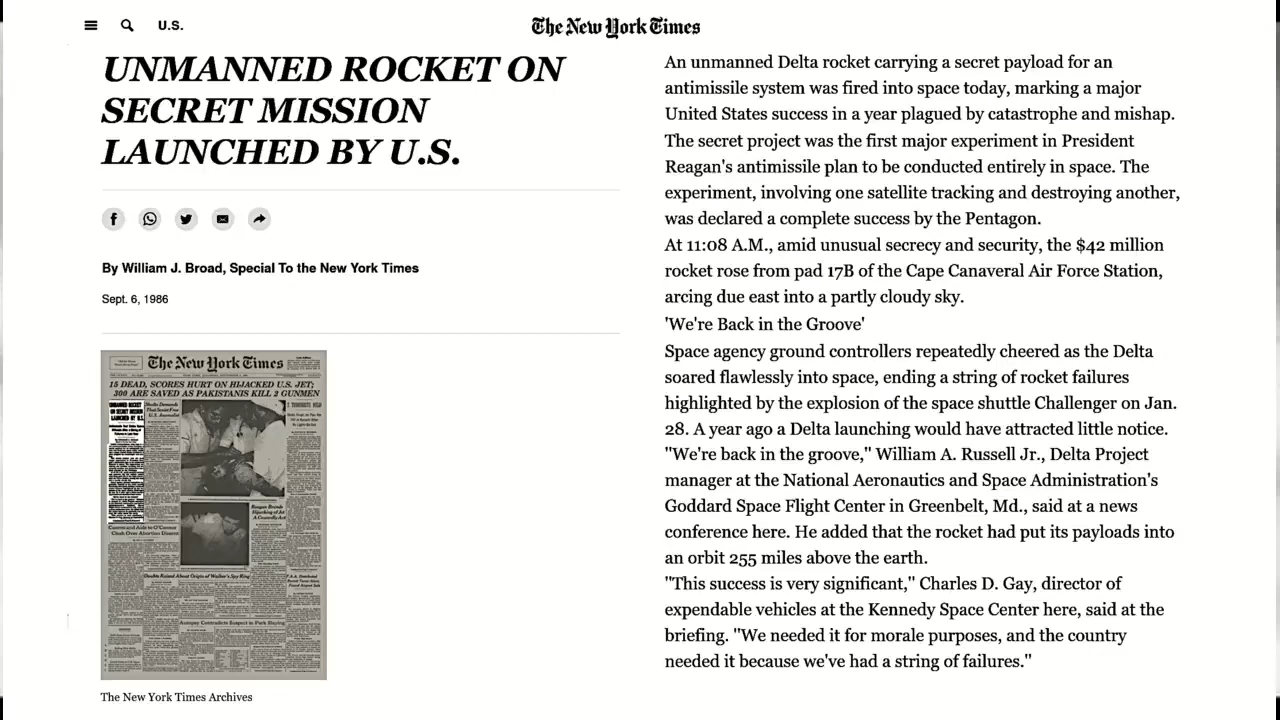 U.S.
The New York Times
UNMANNED ROCKET ON
SECRET MISSION
LAUNCHED BY U.S.
By William J. Broad, Special To the New York Times
Sept. 6, 1986
The New York Times
15 DEAD, SCORES HURT ON HIJACKED U.S. JET;
300 ARE SAVED AS PAKISTANIS KILL 2 GUNMEN
UNMANNED ROCKET
ON SECRET MISSION
LAUNCHED BY U.S.
The New York Times Archives
An unmanned Delta rocket carrying a secret payload for an
antimissile system was fired into space today, marking a major
United States success in a year plagued by catastrophe and mishap.
The secret project was the first major experiment in President
Reagan's antimissile plan to be conducted entirely in space. The
experiment, involving one satellite tracking and destroying another,
was declared a complete success by the Pentagon.
At 11:08 A.M., amid unusual secrecy and security, the $42 million
rocket rose from pad 17B of the Cape Canaveral Air Force Station,
arcing due east into a partly cloudy sky.
'We're Back in the Groove'
Space agency ground controllers repeatedly cheered as the Delta
soared flawlessly into space, ending a string of rocket failures
highlighted by the explosion of the space shuttle Challenger on Jan.
28. A year ago a Delta launching would have attracted little notice.
"We're back in the groove," William A. Russell Jr., Delta Project
manager at the National Aeronautics and Space Administration's
Goddard Space Flight Center in Greenbelt, Md., said at a news
conference here. He added that the rocket had put its payloads into
an orbit 255 miles above the earth.
"This success is very significant," Charles D. Gay, director of
expendable vehicles at the Kennedy Space Center here, said at the
briefing. "We needed it for morale purposes, and the country
needed it because we've had a string of failures."